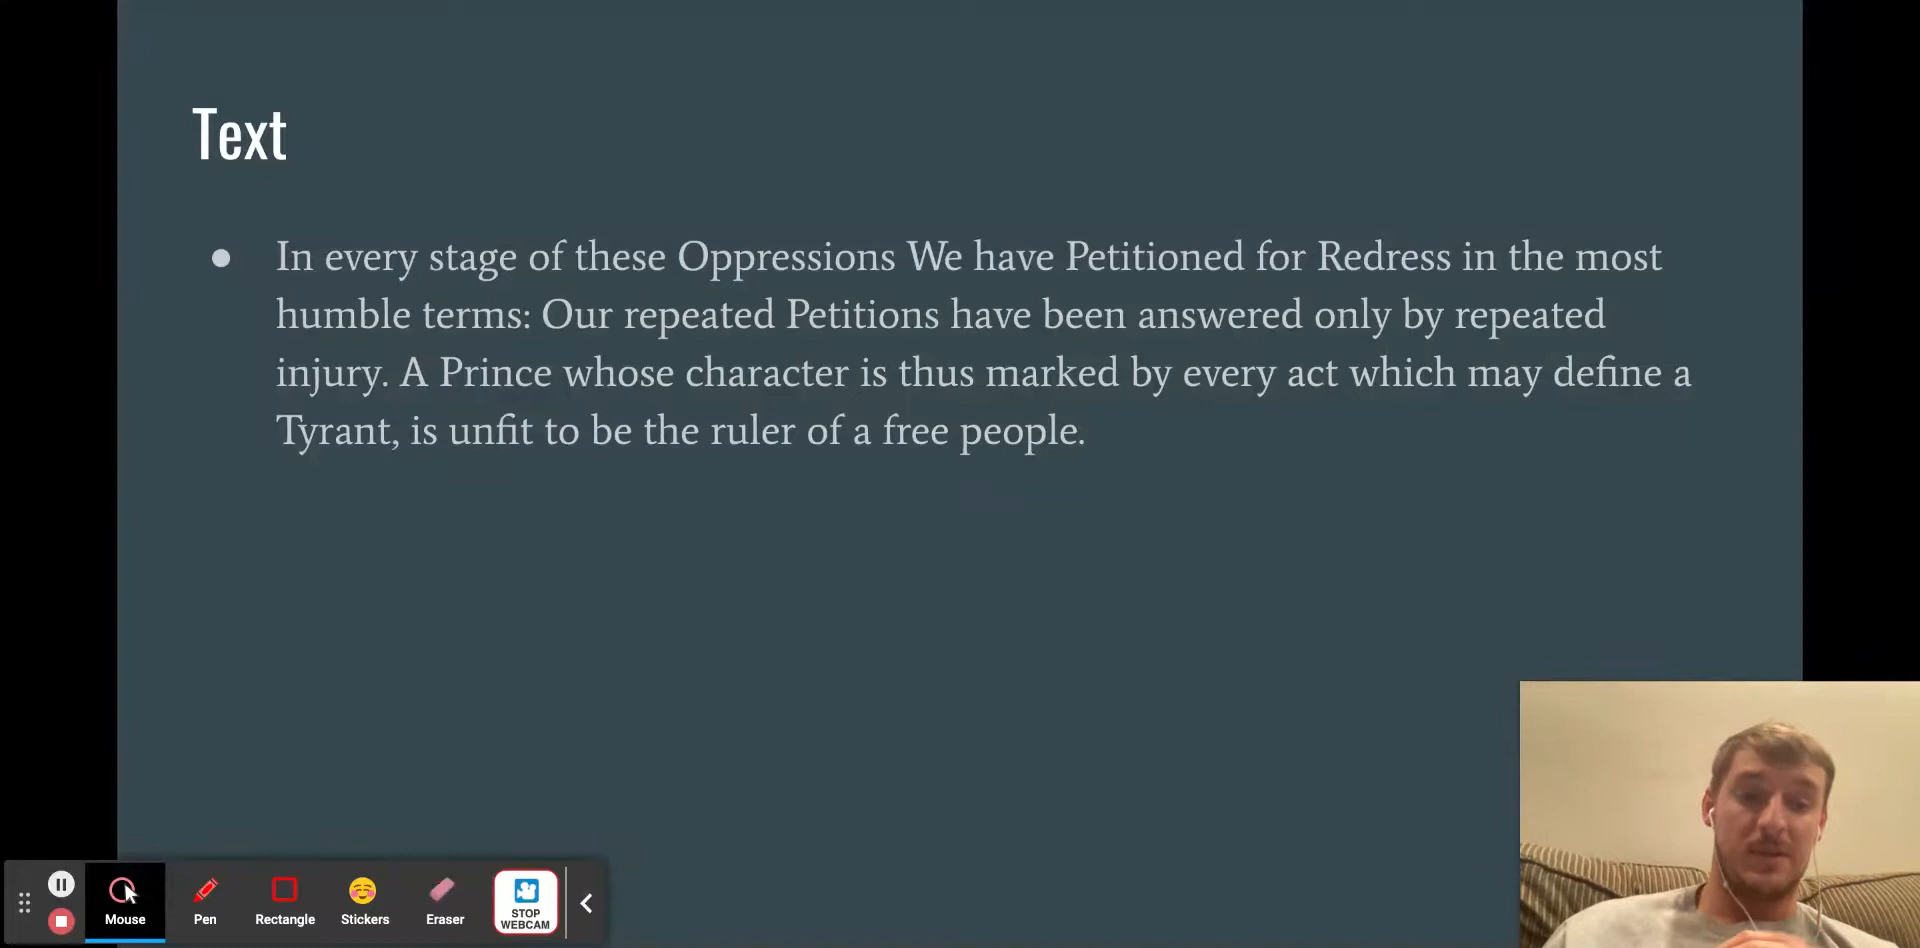 Text
● In every stage of these Oppressions We have Petitioned for Redress in the most
humble terms: Our repeated Petitions have been answered only by repeated
injury. A Prince whose character is thus marked by every act which may define a
Tyrant, is unfit to be the ruler of a free people.
Mouse
Pen
Rectangle
Stickers
Eraser
STOP
WEBCAM